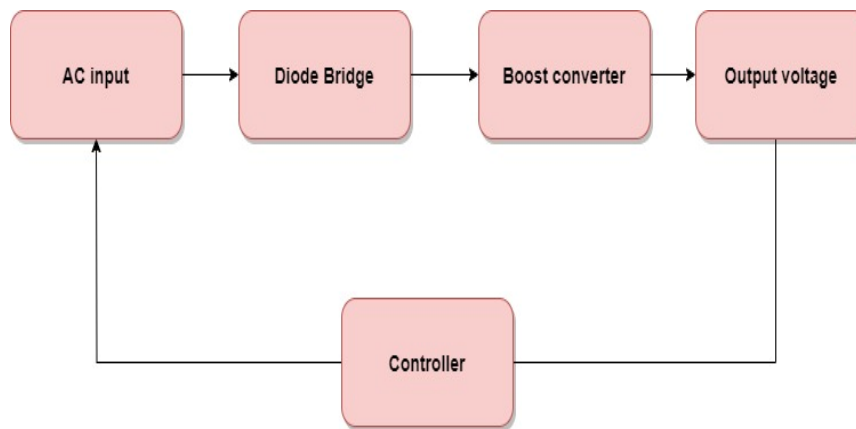 AC input
Diode Bridge
Boost converter
Output voltage
Controller